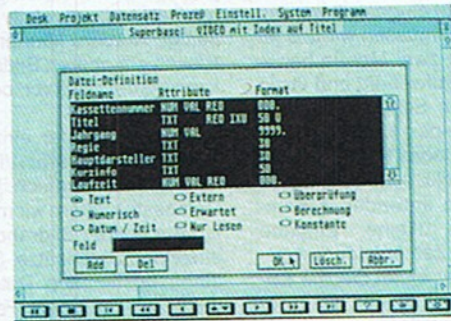 Desk Projekt Datensatz Prozeß Einstell. System Programm
Superbase: VIDEO mit Index auf Titel
Datei-Definition
Feldname Attribute Format
Kassettennummer NUM VAL REQ 000.
Titel TXT REQ IXU 50 U
Jahrgang NUM VAL 9999.
Regie TXT 30
Hauptdarsteller TXT 30
Kurzinfo TXT 50
Laufzeit NUM VAL REQ 000.
Text Extern Überprüfung
Numerisch Erwartet Berechnung
Datum / Zeit Nur Lesen Konstante
Feld
Add Del OK Lösch. Abbr.